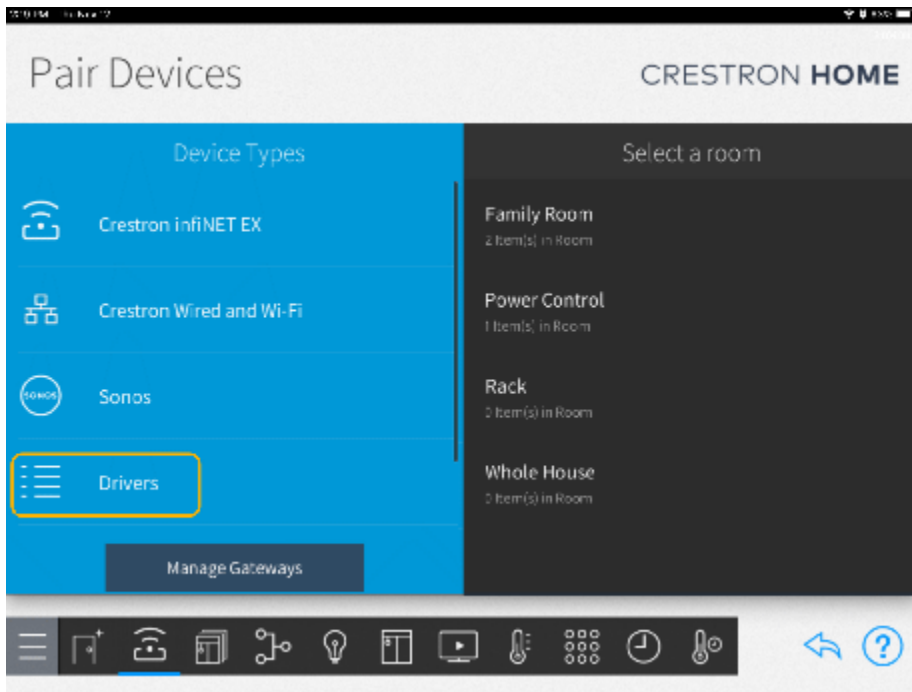 Pair Devices
CRESTRON HOME
Device Types
Crestron infiNET EX
Crestron Wired and Wi-Fi
SONOS
Sonos
Drivers
Manage Gateways
Select a room
Family Room
2 Item(s) in Room
Power Control
1 Item(s) in Room
Rack
0 Item(s) in Room
Whole House
0 Item(s) in Room
?